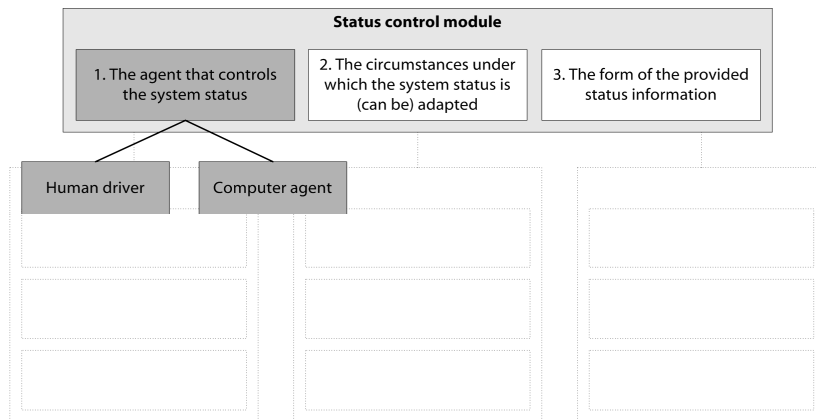 Status control module
1. The agent that controls
the system status
2. The circumstances under
which the system status is
(can be) adapted
3. The form of the provided
status information
Human driver
Computer agent